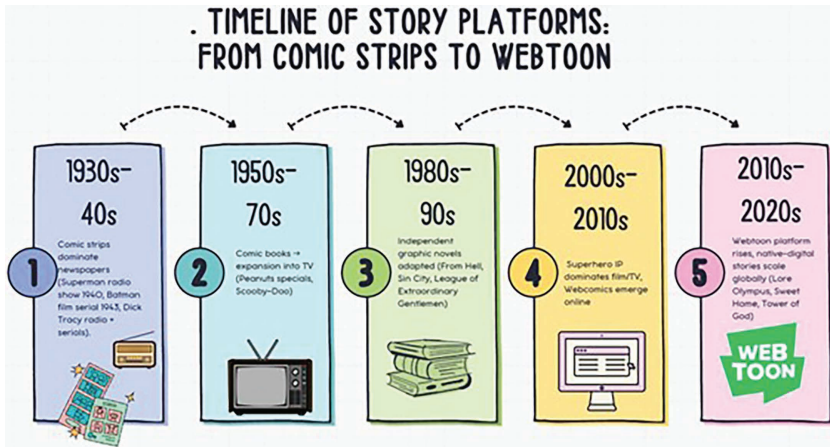 . TIMELINE OF STORY PLATFORMS:
FROM COMIC STRIPS TO WEBTOON
1930s-
40s
1
Comic strips
dominate
newspapers
(Superman radio
show 1940, Batman
film serial 1943, Dick
Tracy radio +
serials).
1950s-
70s
2
Comic books →
expansion into TV
(Peanuts specials,
Scooby-Doo)
1980s-
90s
3
Independent
graphic novels
adapted (From Hell,
Sin City, League of
Extraordinary
Gentlemen)
2000s-
2010s
4
Superhero IP
dominates film/TV,
Webcomics emerge
online
2010s-
2020s
5
Webtoon platform
rises, native-digital
stories scale
globally (Lore
Olympus, Sweet
Home, Tower of
God)
WEB
TOON